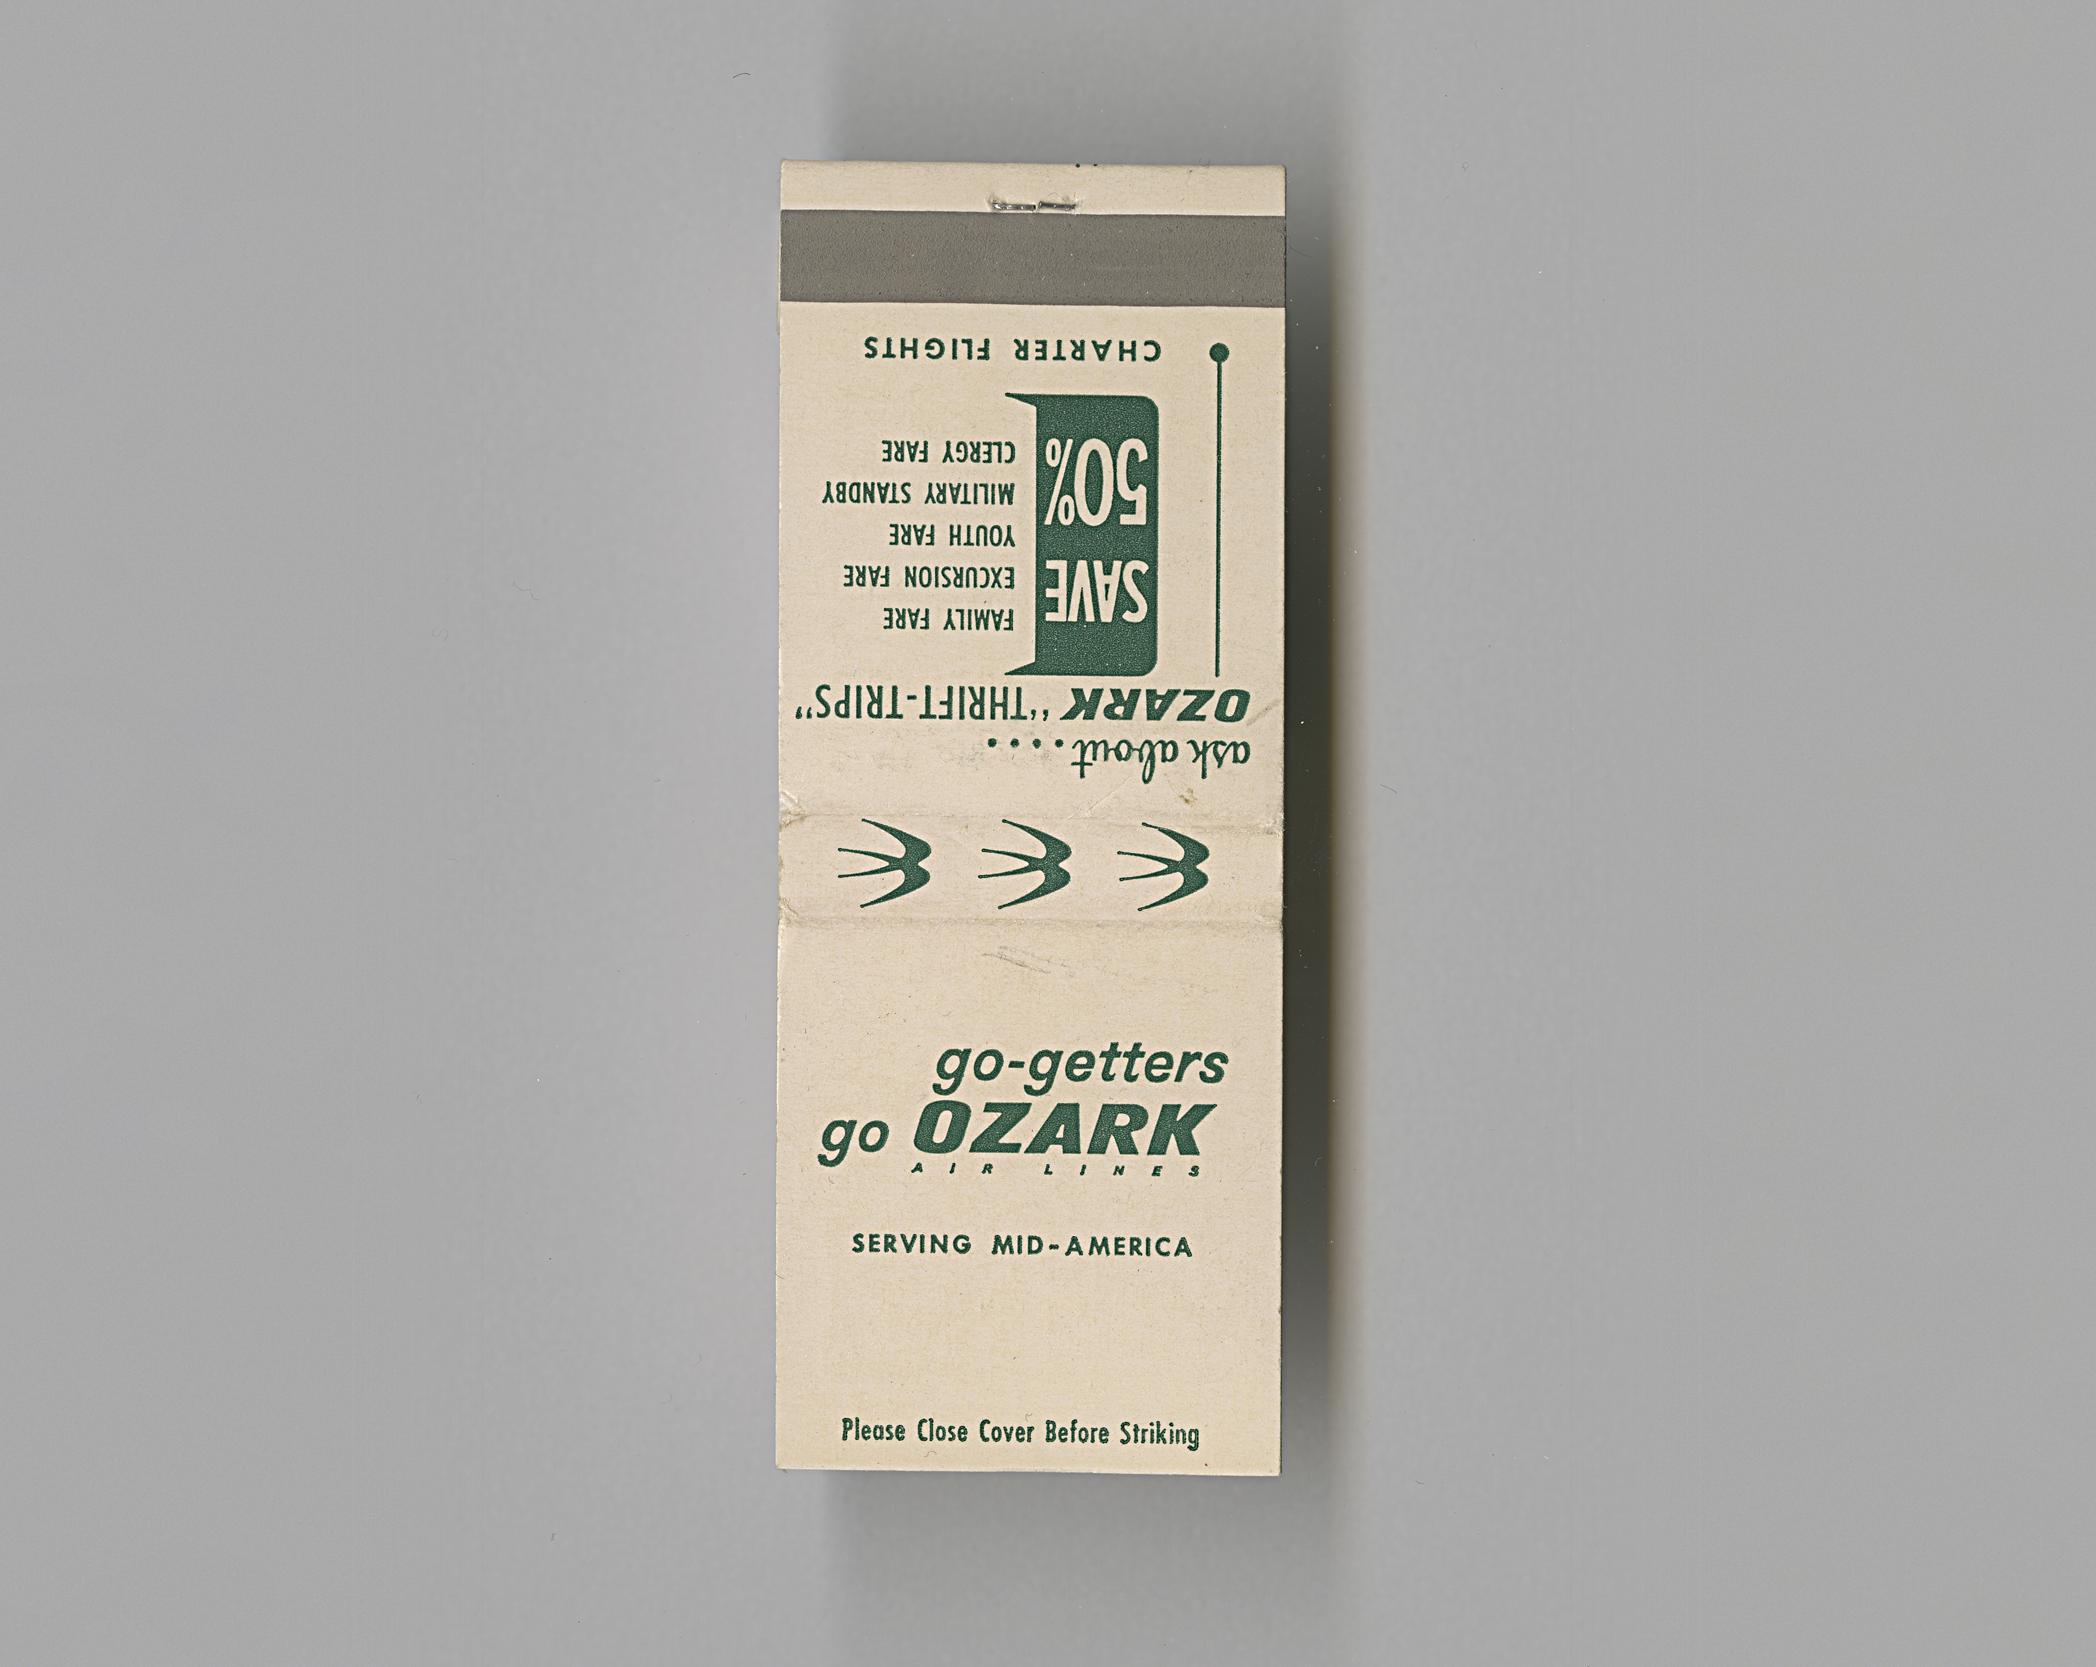 go-getters
go OZARK
AIR LINES
SERVING MID-AMERICA
Please Close Cover Before Striking
ask about....
OZARK "THRIFT-TRIPS"
SAVE 50%
FAMILY FARE
EXCURSION FARE
YOUTH FARE
MILITARY STANDBY
CLERGY FARE
CHARTER FLIGHTS